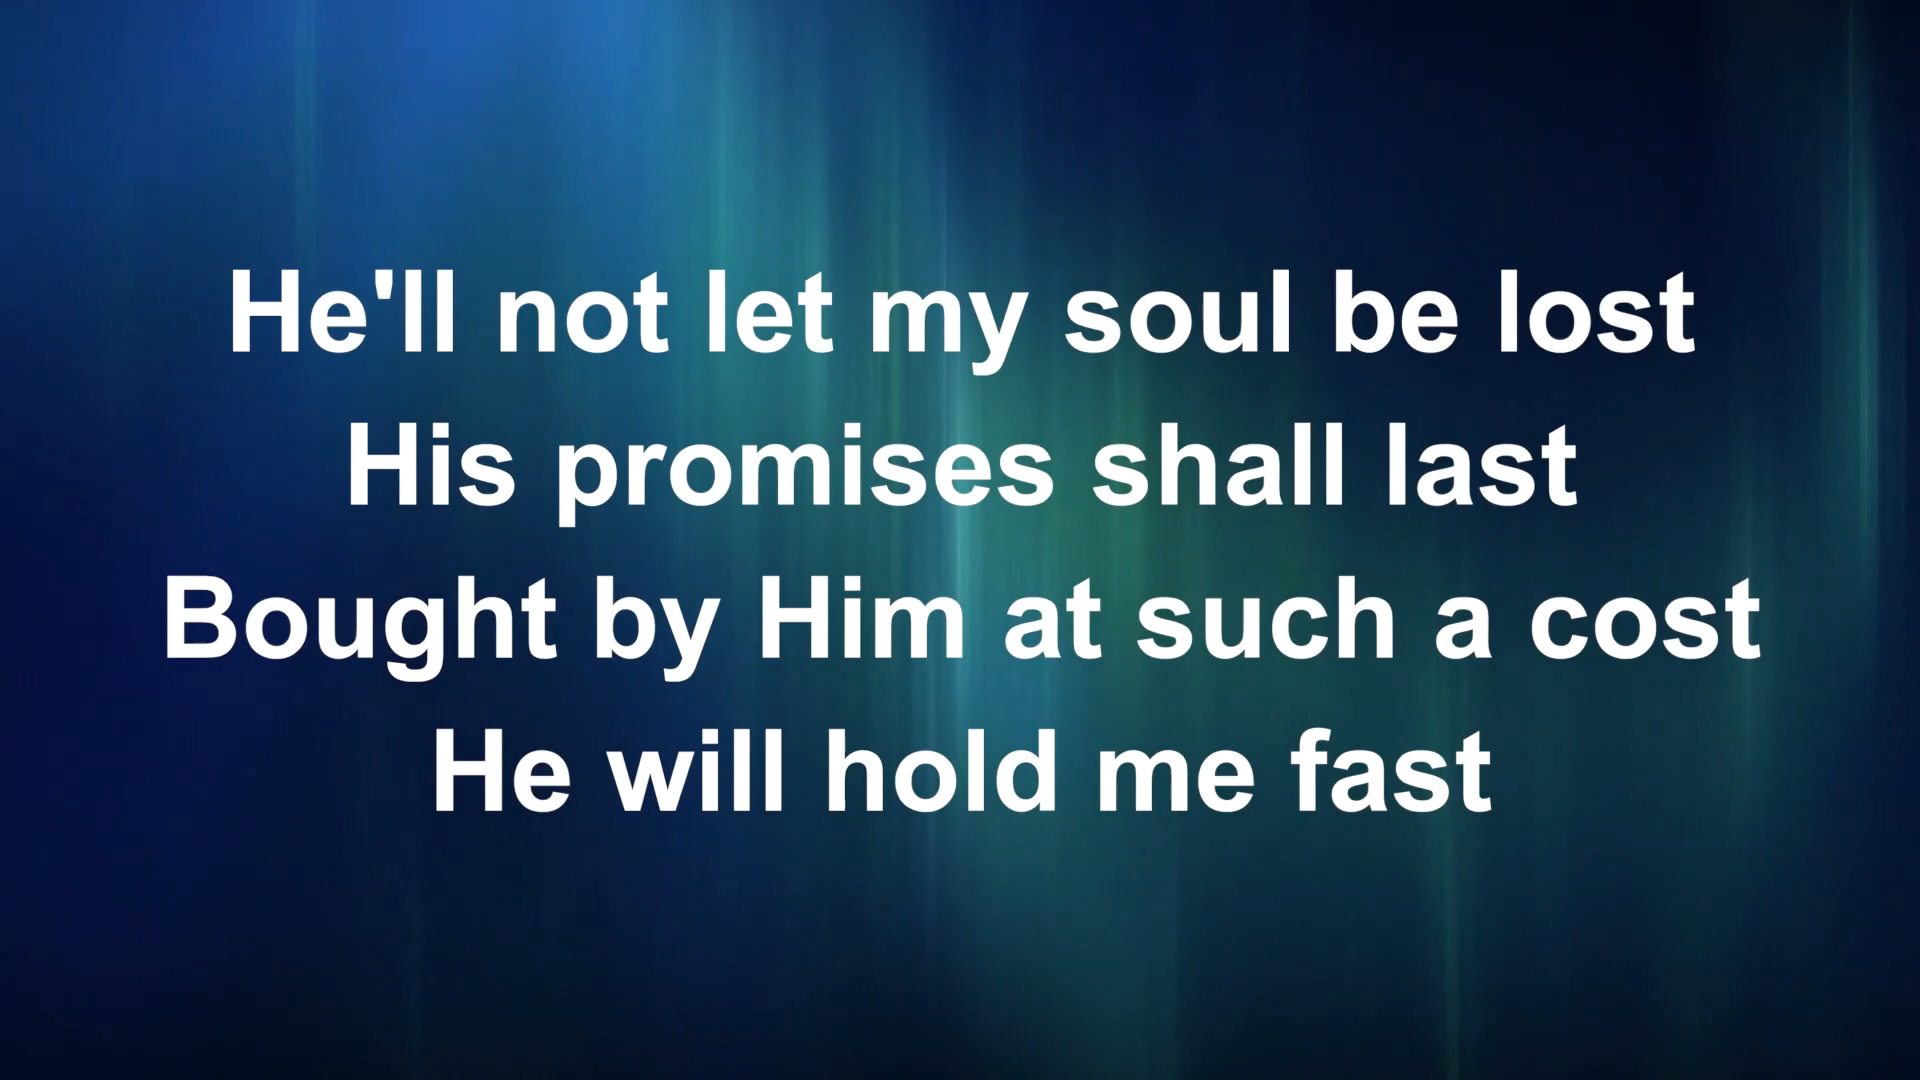 He'll not let my soul be lost
His promises shall last
Bought by Him at such a cost
He will hold me fast